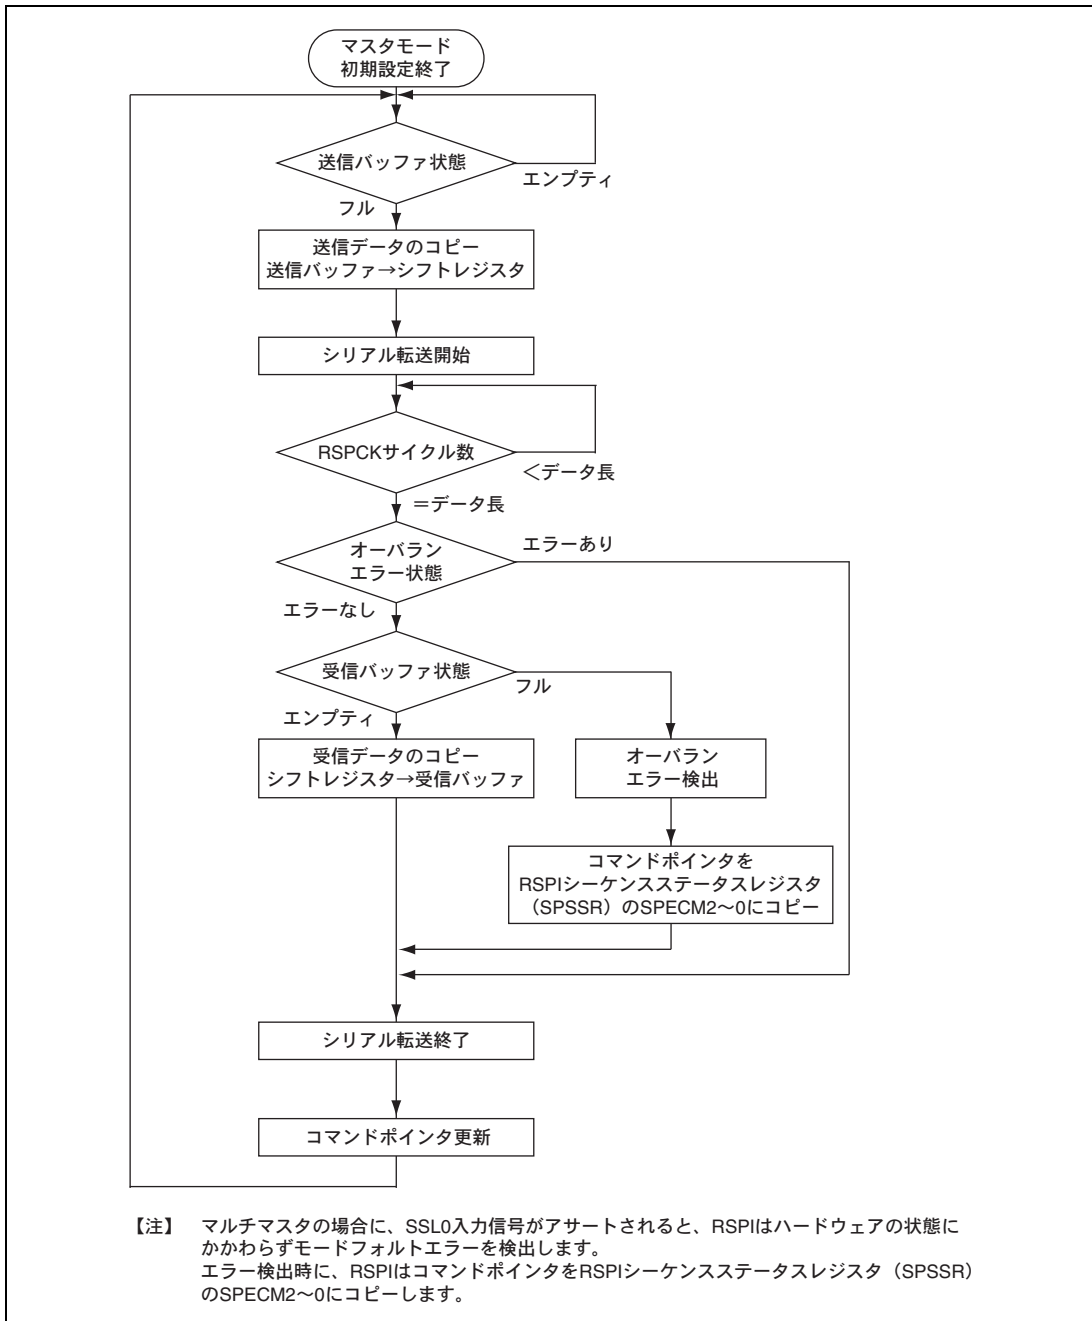 マスタモード
初期設定終了
送信バッファ状態
エンプティ
フル
送信データのコピー
送信バッファ→シフトレジスタ
シリアル転送開始
RSPCKサイクル数
＜データ長
＝データ長
オーバラン
エラー状態
エラーあり
エラーなし
受信バッファ状態
フル
エンプティ
受信データのコピー
シフトレジスタ→受信バッファ
オーバラン
エラー検出
コマンドポインタを
RSPIシーケンスステータスレジスタ
（SPSSR）のSPECM2～0にコピー
シリアル転送終了
コマンドポインタ更新
【注】 マルチマスタの場合に、SSL0入力信号がアサートされると、RSPIはハードウェアの状態に
かかわらずモードフォルトエラーを検出します。
エラー検出時に、RSPIはコマンドポインタをRSPIシーケンスステータスレジスタ（SPSSR）
のSPECM2～0にコピーします。